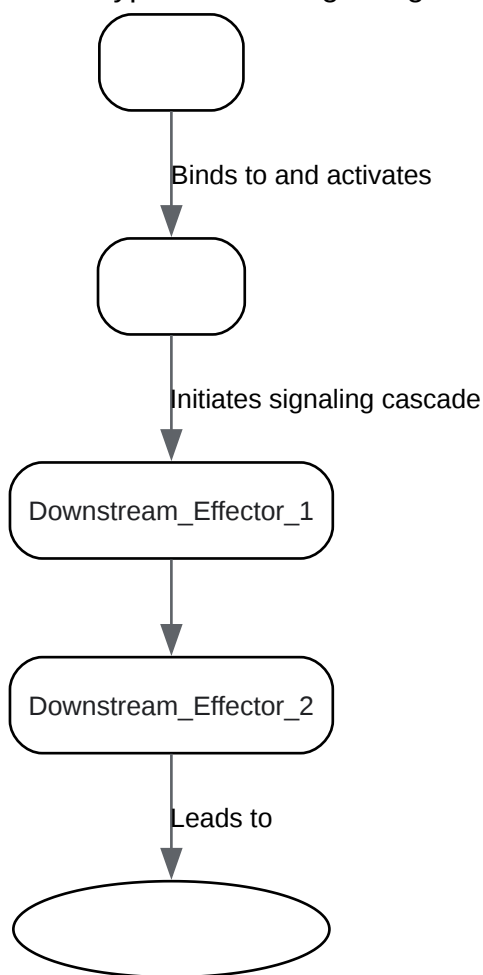 Binds to and activates
Initiates signaling cascade
Downstream_Effector_1
Downstream_Effector_2
Leads to